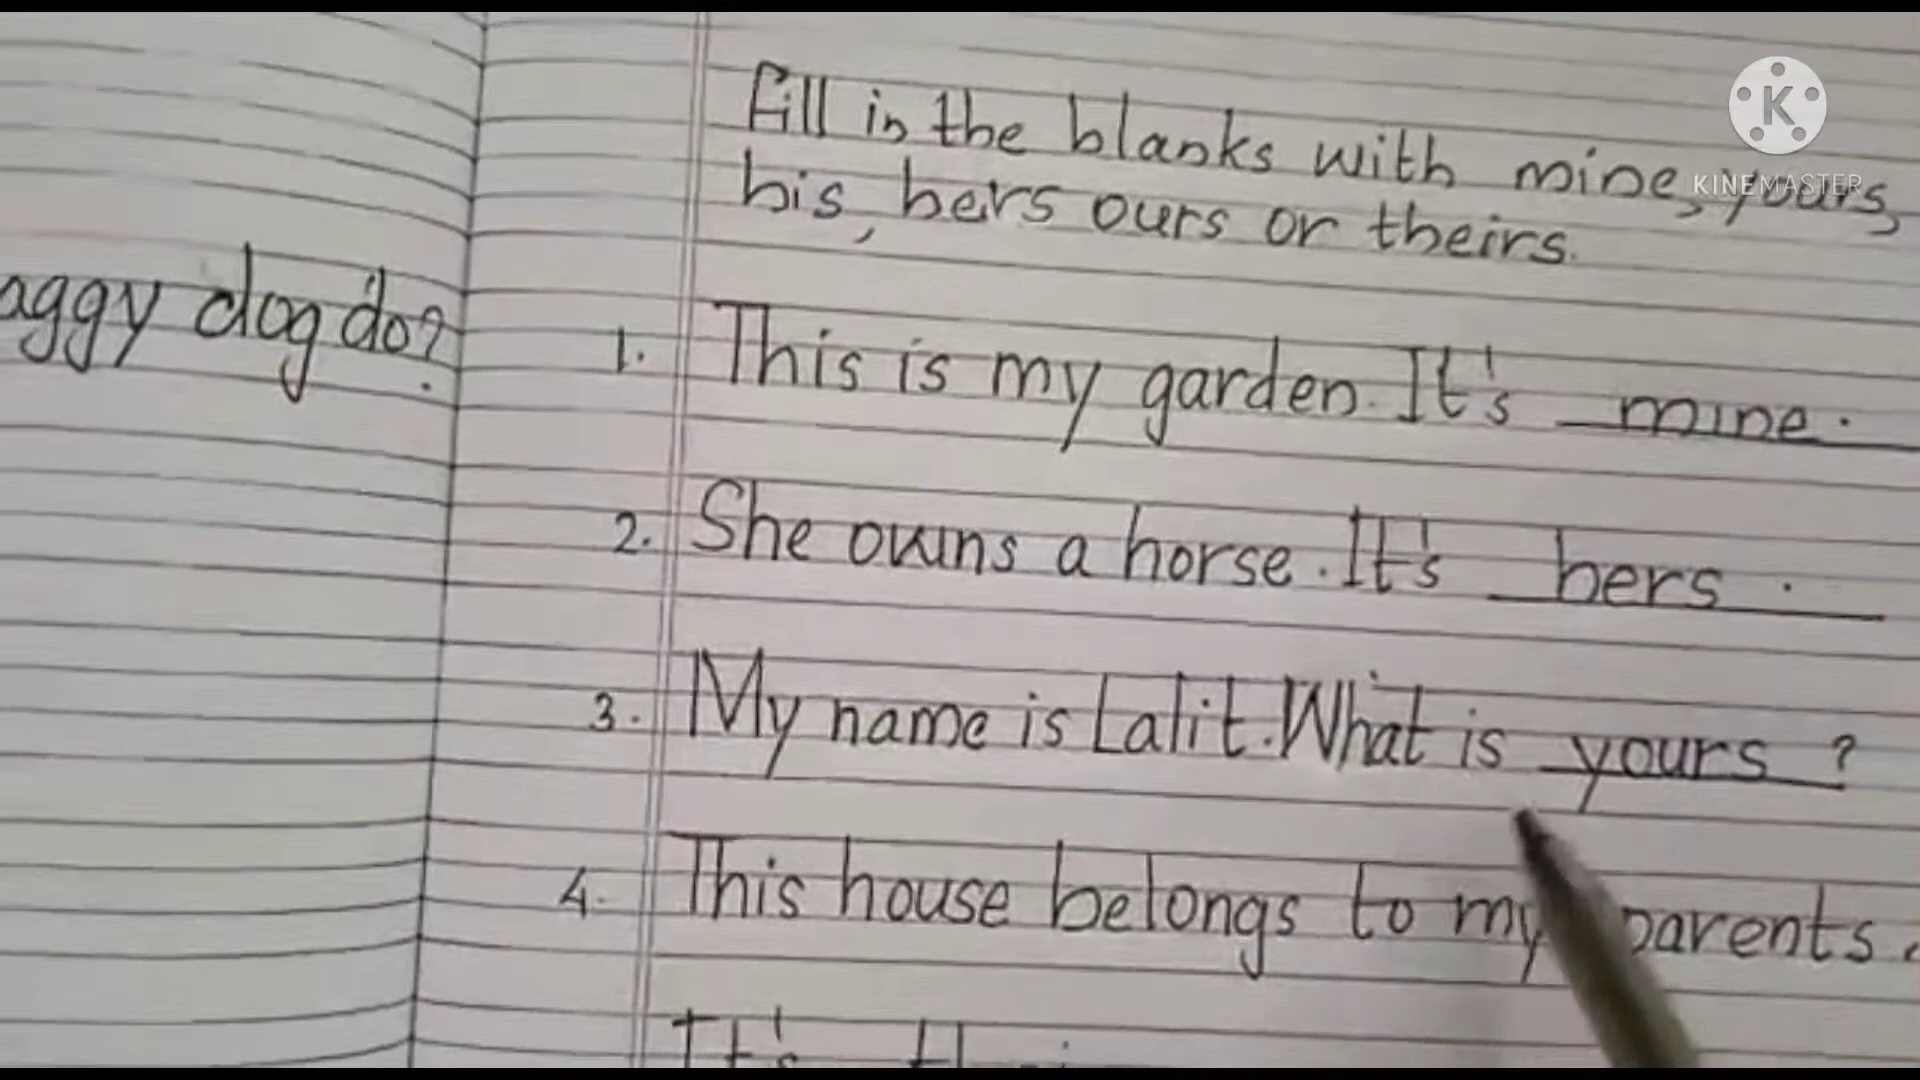 aggy dog do?
Fill in the blanks with mine, yours,
his, hers ours or theirs.
1. This is my garden. It's mine.
2. She owns a horse. It's hers.
3. My name is Lalit. What is yours?
4. This house belongs to my parents.
It's
KINEMASTER